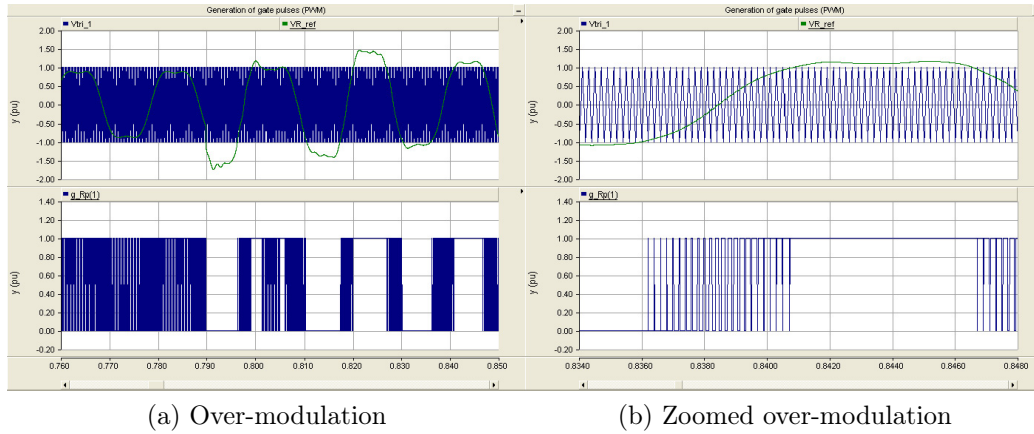 Generation of gate pulses (PWM)
Vtri_1 VR_ref
2.00
1.50
1.00
0.50
0.00
-0.50
-1.00
-1.50
-2.00
y (pu)
g_Rp(1)
1.40
1.20
1.00
0.80
0.60
0.40
0.20
0.00
-0.20
y (pu)
0.760 0.770 0.780 0.790 0.800 0.810 0.820 0.830 0.840 0.850
(a) Over-modulation
Generation of gate pulses (PWM)
Vtri_1 VR_ref
2.00
1.50
1.00
0.50
0.00
-0.50
-1.00
-1.50
-2.00
y (pu)
g_Rp(1)
1.40
1.20
1.00
0.80
0.60
0.40
0.20
0.00
-0.20
y (pu)
0.8340 0.8360 0.8380 0.8400 0.8420 0.8440 0.8460 0.8480
(b) Zoomed over-modulation